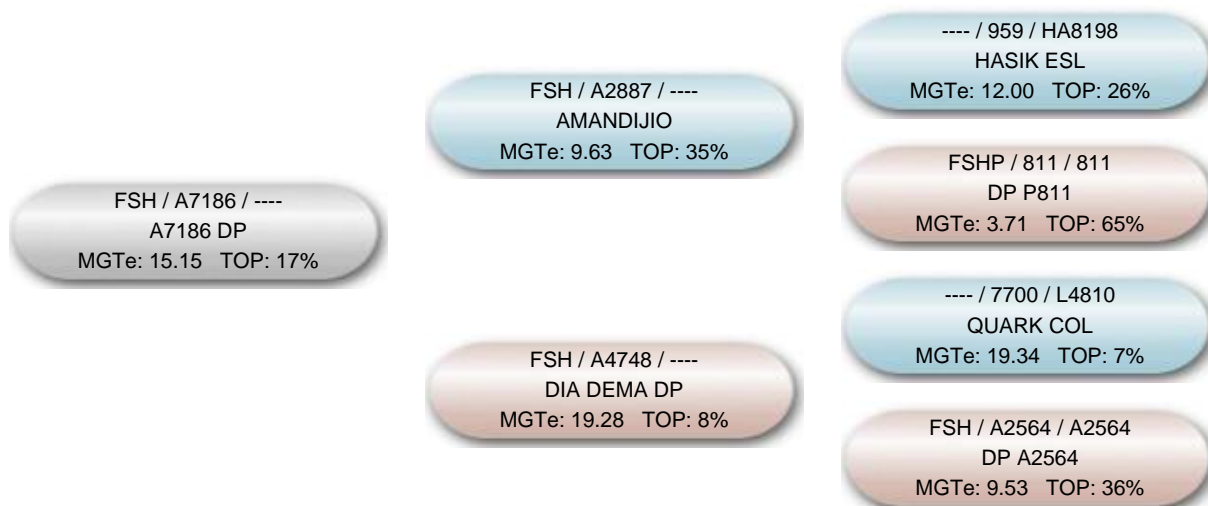 FSH / A7186 / ----
A7186 DP
MGTe: 15.15 TOP: 17%
FSH / A2887 / ----
AMANDIJIO
MGTe: 9.63 TOP: 35%
FSH / A4748 / ----
DIA DEMA DP
MGTe: 19.28 TOP: 8%
---- / 959 / HA8198
HASIK ESL
MGTe: 12.00 TOP: 26%
FSHP / 811 / 811
DP P811
MGTe: 3.71 TOP: 65%
---- / 7700 / L4810
QUARK COL
MGTe: 19.34 TOP: 7%
FSH / A2564 / A2564
DP A2564
MGTe: 9.53 TOP: 36%